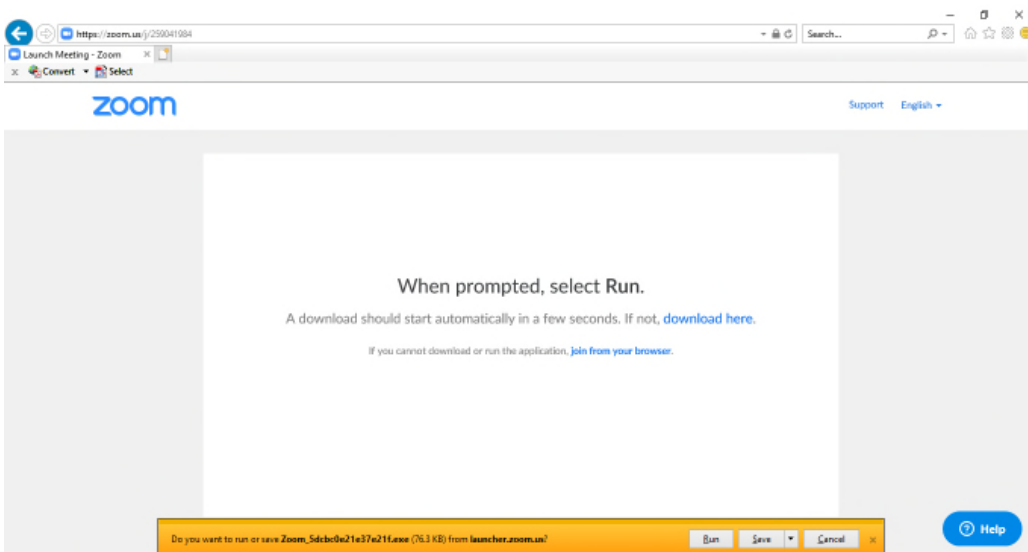 https://zoom.us/j/259041984
Search...
Launch Meeting - Zoom
x Convert Select
zoom
Support English
When prompted, select Run.
A download should start automatically in a few seconds. If not, download here.
If you cannot download or run the application, join from your browser.
Help
Do you want to run or save Zoom_5dcbc0e21e37e21f.exe (76.3 KB) from launcher.zoom.us?
Run Save Cancel x